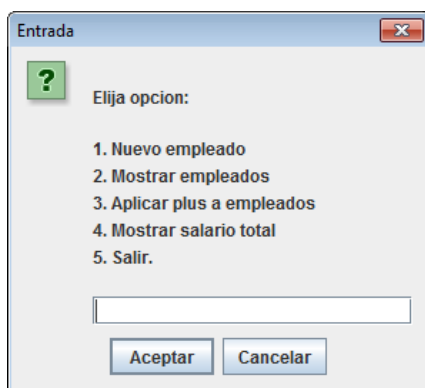 Entrada
Elija opcion:
1. Nuevo empleado
2. Mostrar empleados
3. Aplicar plus a empleados
4. Mostrar salario total
5. Salir.
Aceptar Cancelar